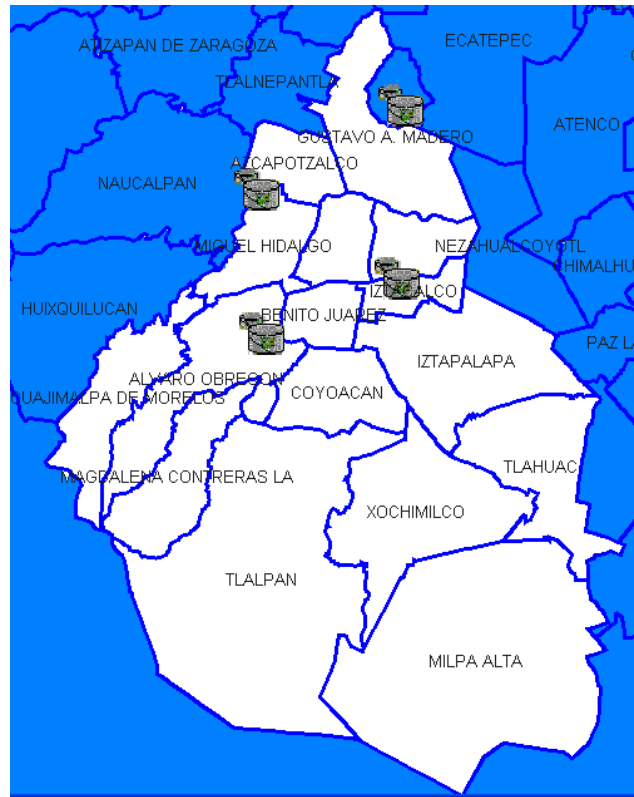 ECATEPEC
ATIZAPAN DE ZARAGOZA
TLALNEPANTLA
ATENCO
GUSTAVO A. MADERO
AZCAPOTZALCO
NAUCALPAN
MIGUEL HIDALGO
NEZAHUALCOYOTL
CHIMALHU
IZTACALCO
HUIXQUILUCAN
BENITO JUAREZ
PAZ LA
IZTAPALAPA
ALVARO OBREGON
COYOACAN
CUAJIMALPA DE MORELOS
TLAHUAC
MAGDALENA CONTRERAS LA
XOCHIMILCO
TLALPAN
MILPA ALTA